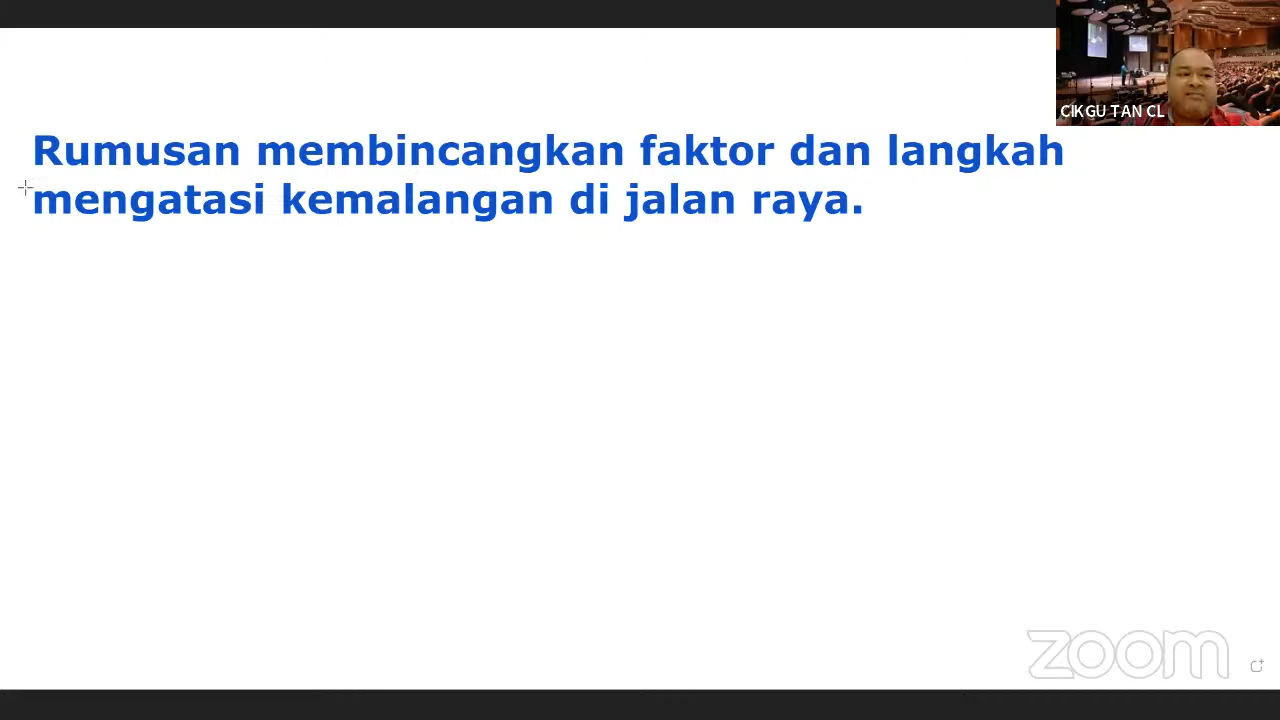 CIKGU TAN CL
Rumusan membincangkan faktor dan langkah
mengatasi kemalangan di jalan raya.
zoom